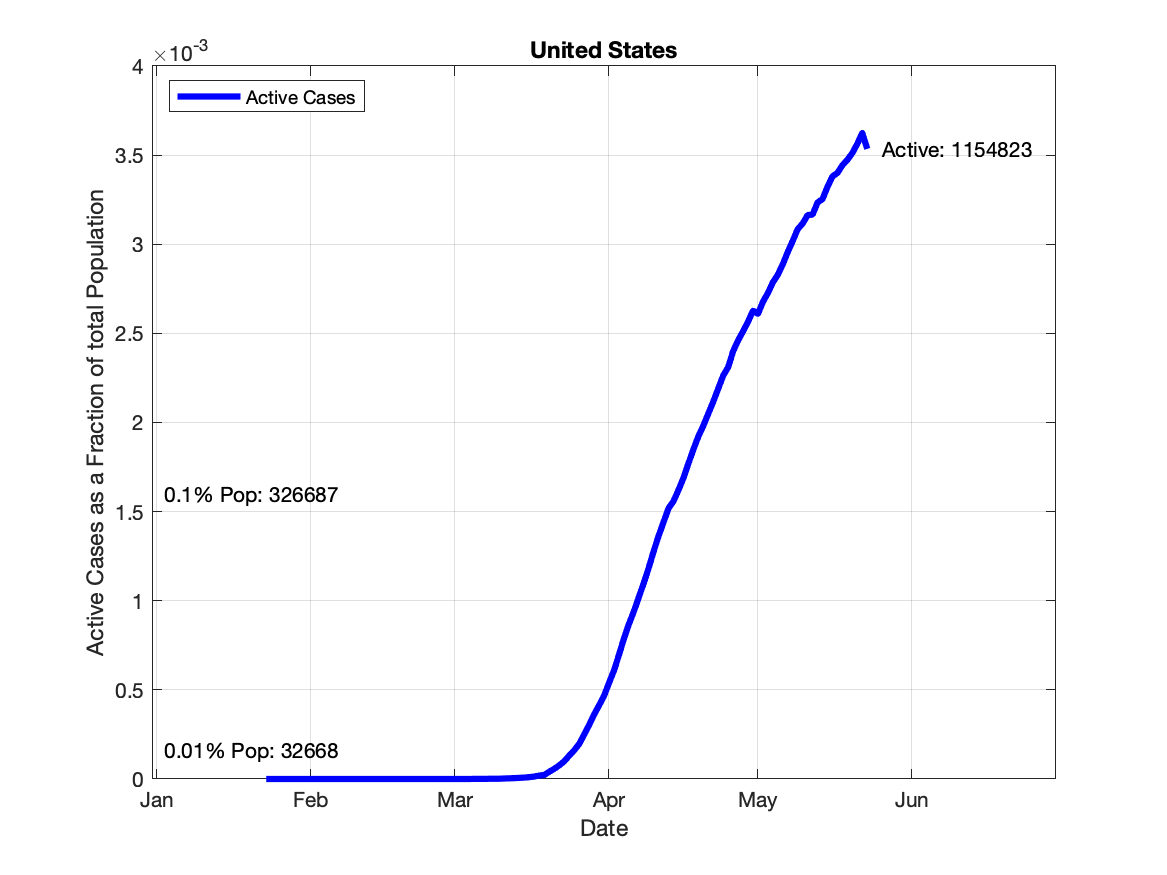 United States
×10-3
4
3.5
3
2.5
2
1.5
1
0.5
0
Active Cases as a Fraction of total Population
Active Cases
Active: 1154823
0.1% Pop: 326687
0.01% Pop: 32668
Jan Feb Mar Apr May Jun
Date